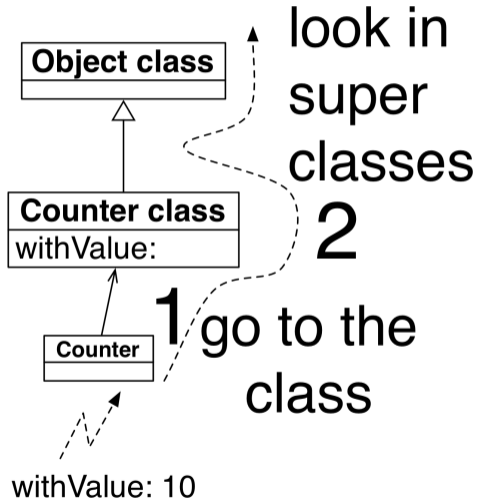 look in
super
classes
2
Object class
Counter class
withValue:
1
go to the
class
Counter
withValue: 10